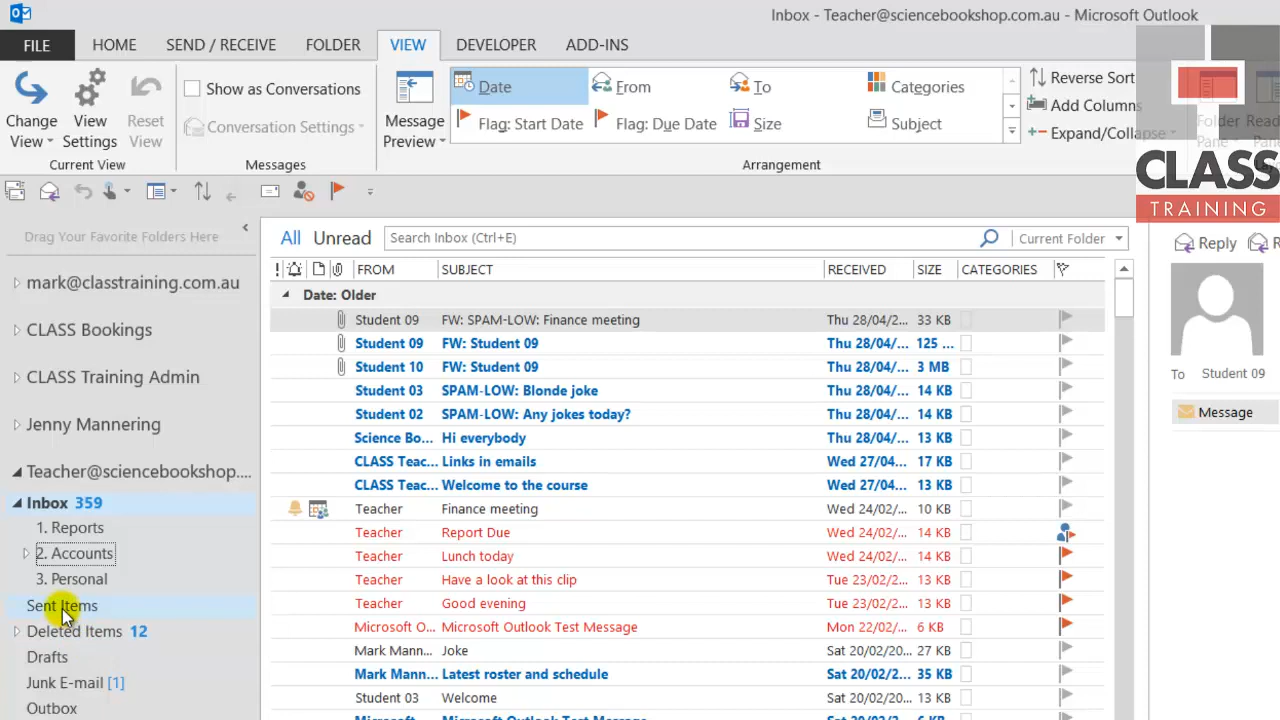 Inbox - Teacher@sciencebookshop.com.au - Microsoft Outlook
FILE HOME SEND / RECEIVE FOLDER VIEW DEVELOPER ADD-INS
Change View
View Settings
Reset View
Current View
Show as Conversations
Conversation Settings
Messages
Message Preview
Date From To Categories
Flag: Start Date Flag: Due Date Size Subject
Arrangement
Reverse Sort
Add Columns
Expand/Collapse
Folder Pane
CLASS
TRAINING
Drag Your Favorite Folders Here
mark@classtraining.com.au
CLASS Bookings
CLASS Training Admin
Jenny Mannering
Teacher@sciencebookshop....
Inbox 359
1. Reports
2. Accounts
3. Personal
Sent Items
Deleted Items 12
Drafts
Junk E-mail [1]
Outbox
All Unread Search Inbox (Ctrl+E) Current Folder
FROM SUBJECT RECEIVED SIZE CATEGORIES
Date: Older
Student 09 FW: SPAM-LOW: Finance meeting Thu 28/04/2... 33 KB
Student 09 FW: Student 09 Thu 28/04/... 125 ...
Student 10 FW: Student 09 Thu 28/04/... 3 MB
Student 03 SPAM-LOW: Blonde joke Thu 28/04/... 14 KB
Student 02 SPAM-LOW: Any jokes today? Thu 28/04/... 14 KB
Science Bo... Hi everybody Thu 28/04/... 13 KB
CLASS Teac... Links in emails Wed 27/04... 17 KB
CLASS Teac... Welcome to the course Wed 27/04... 13 KB
Teacher Finance meeting Wed 24/02/... 10 KB
Teacher Report Due Wed 24/02/... 14 KB
Teacher Lunch today Wed 24/02/... 14 KB
Teacher Have a look at this clip Tue 23/02/... 14 KB
Teacher Good evening Tue 23/02/... 14 KB
Microsoft O... Microsoft Outlook Test Message Mon 22/02/... 6 KB
Mark Mann... Joke Sat 20/02/20... 27 KB
Mark Mann... Latest roster and schedule Sat 20/02/... 35 KB
Student 03 Welcome Sat 20/02/20... 13 KB
Reply
To Student 09
Message